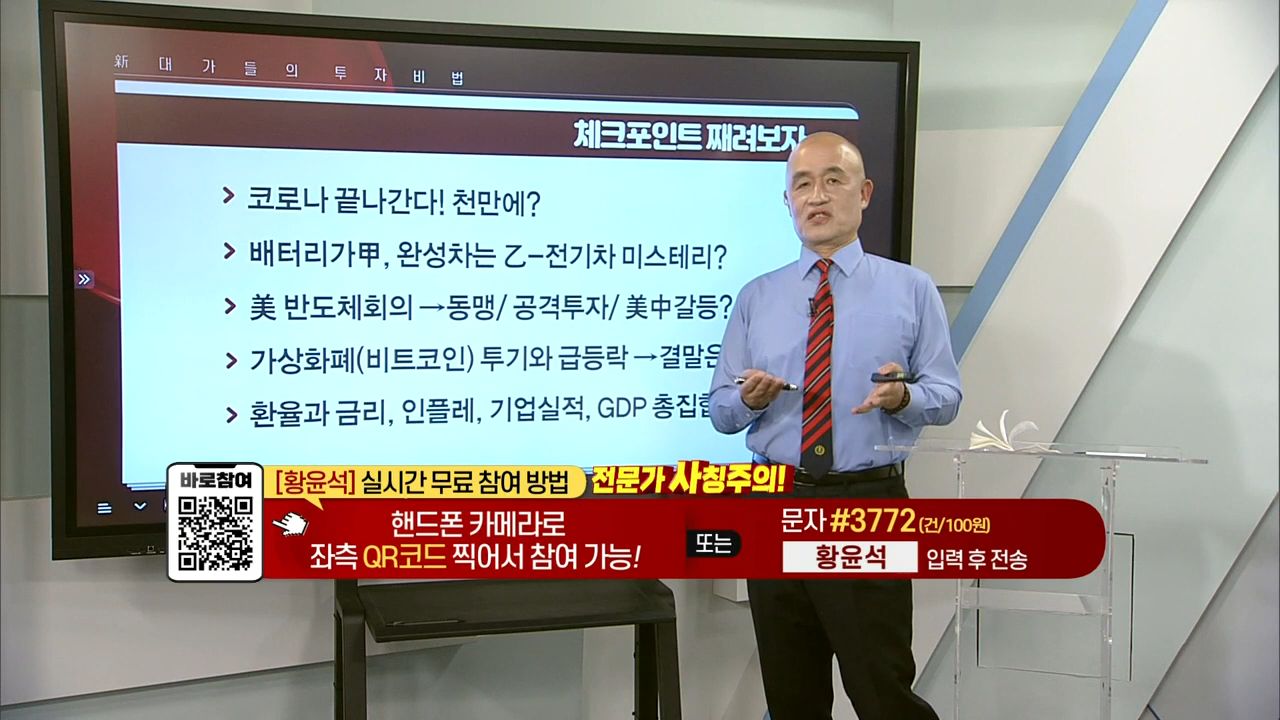 新 대가들의 투자비법
체크포인트 째려보자
코로나 끝나간다! 천만에?
배터리가 甲, 완성차는 乙-전기차 미스테리?
美 반도체회의 →동맹/ 공격투자/ 美中갈등?
가상화폐(비트코인) 투기와 급등락 →결말은
환율과 금리, 인플레, 기업실적, GDP 총집합
바로참여
[황윤석] 실시간 무료 참여 방법
전문가 사칭주의!
핸드폰 카메라로
좌측 QR코드 찍어서 참여 가능!
또는
문자 #3772 (건/100원)
황윤석 입력 후 전송